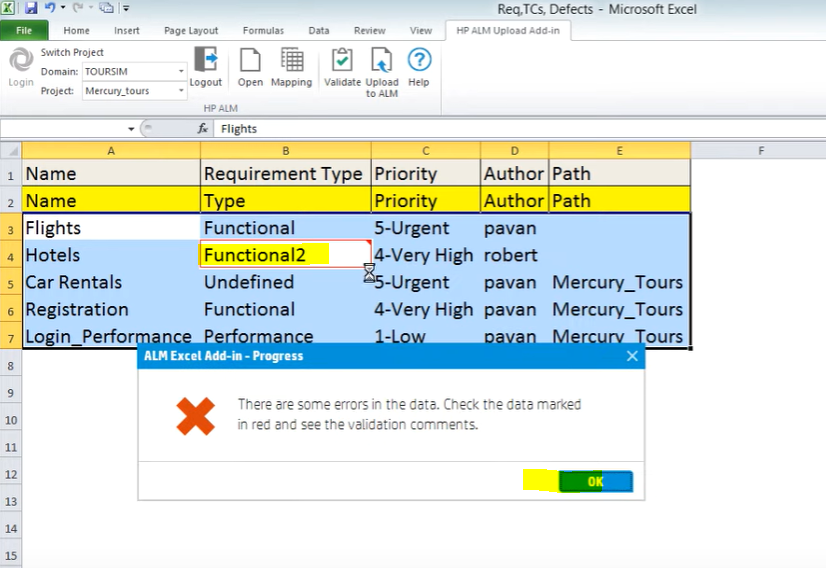 Req,TCs, Defects - Microsoft Excel
File Home Insert Page Layout Formulas Data Review View HP ALM Upload Add-in
Login
Switch Project
Domain: TOURSIM
Project: Mercury_tours
Logout Open Mapping Validate Upload to ALM Help
HP ALM
fx Flights
A B C D E F
1 Name Requirement Type Priority Author Path
2 Name Type Priority Author Path
3 Flights Functional 5-Urgent pavan
4 Hotels Functional2 4-Very High robert
5 Car Rentals Undefined 5-Urgent pavan Mercury_Tours
6 Registration Functional 4-Very High pavan Mercury_Tours
7 Login_Performance Performance 1-Low pavan Mercury_Tours
8
9
10
11
12
13
14
15
ALM Excel Add-in - Progress
There are some errors in the data. Check the data marked
in red and see the validation comments.
OK